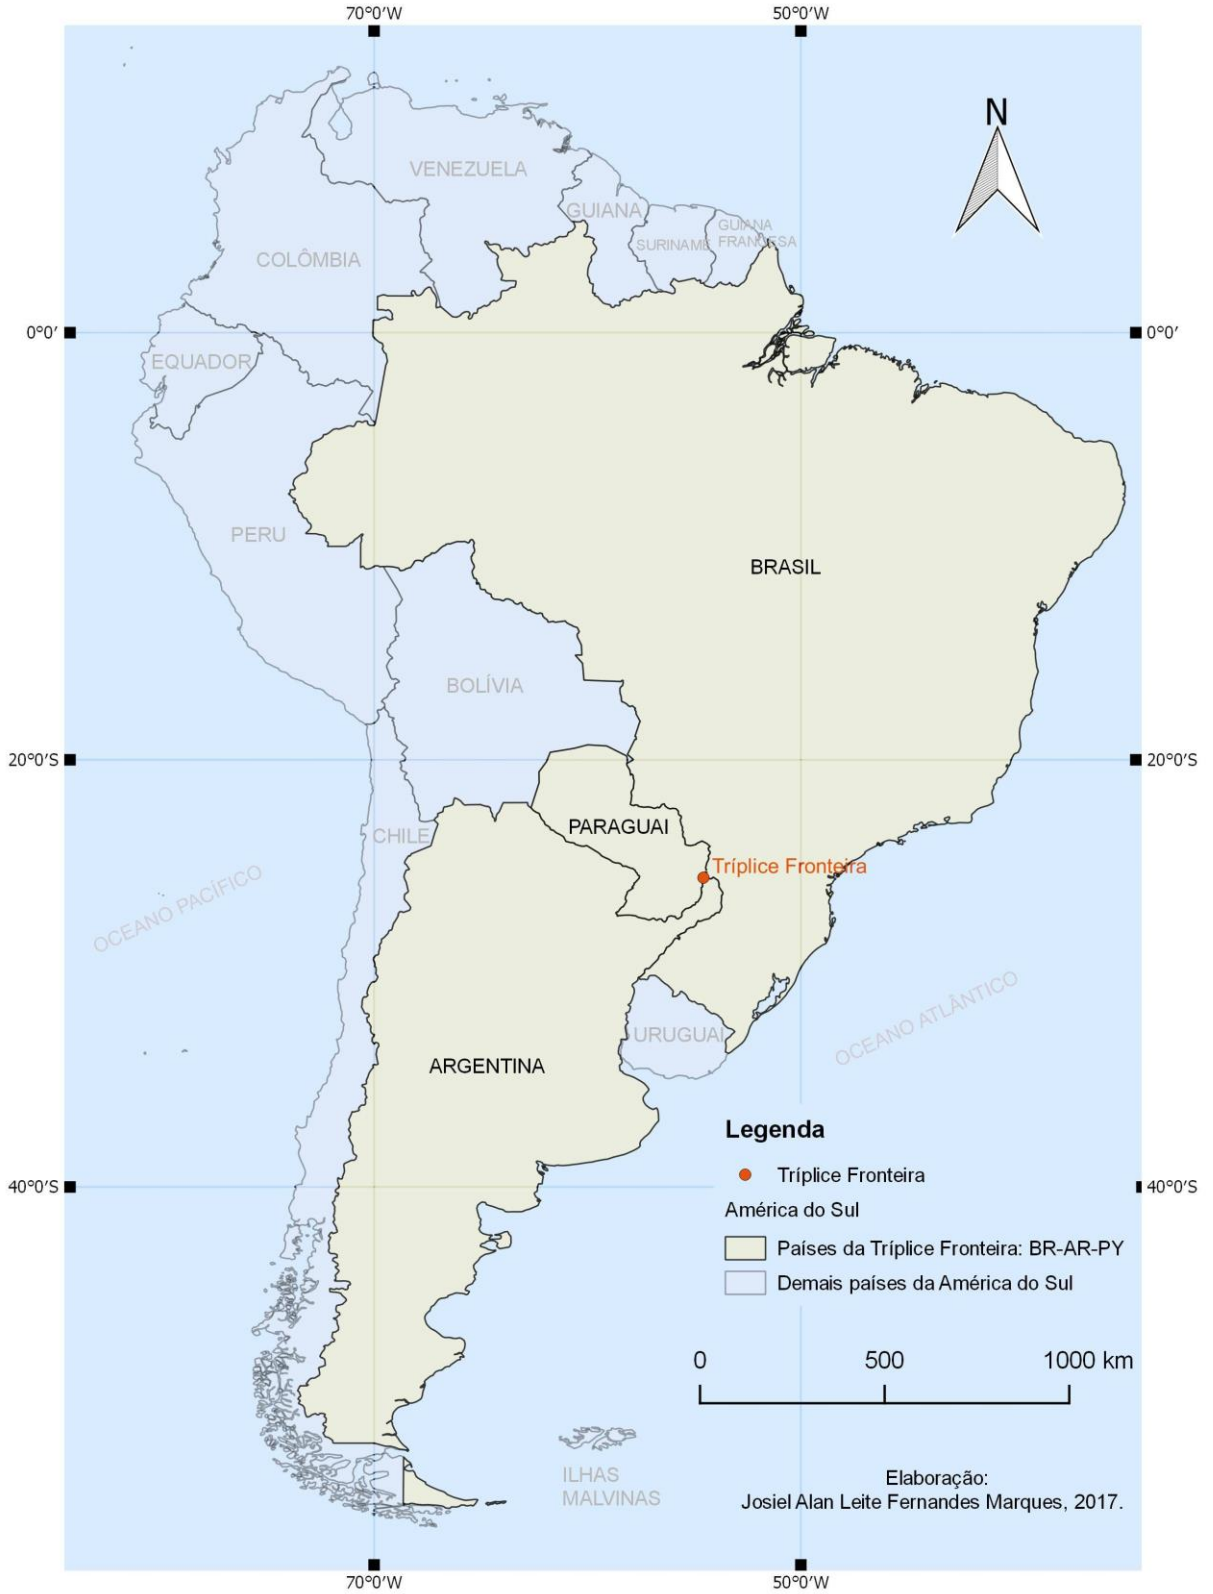 70°0'W
50°0'W
N
VENEZUELA
GUIANA
GUIANA
FRANCESA
SURINAME
COLÔMBIA
0°0'
0°0'
EQUADOR
PERU
BRASIL
BOLÍVIA
20°0'S
20°0'S
PARAGUAI
CHILE
Tríplice Fronteira
OCEANO PACÍFICO
OCEANO ATLÂNTICO
URUGUAI
ARGENTINA
Legenda
Tríplice Fronteira
40°0'S
40°0'S
América do Sul
Países da Tríplice Fronteira: BR-AR-PY
Demais países da América do Sul
0 500 1000 km
ILHAS
MALVINAS
Elaboração:
Josiel Alan Leite Fernandes Marques, 2017.
70°0'W
50°0'W